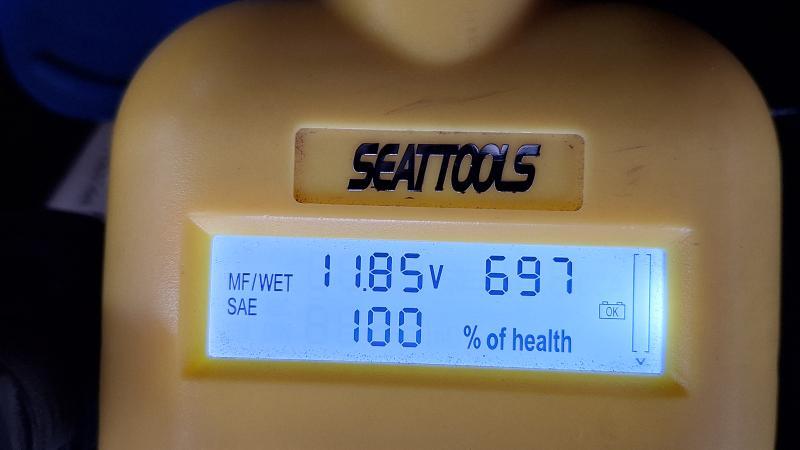 SEATTOOLS
MF/WET 11.85V 697
SAE 100 % of health
OK